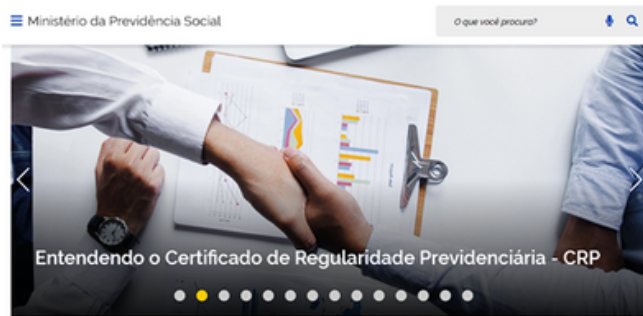 Ministério da Previdência Social
O que você procura?
Entendendo o Certificado de Regularidade Previdenciária - CRP